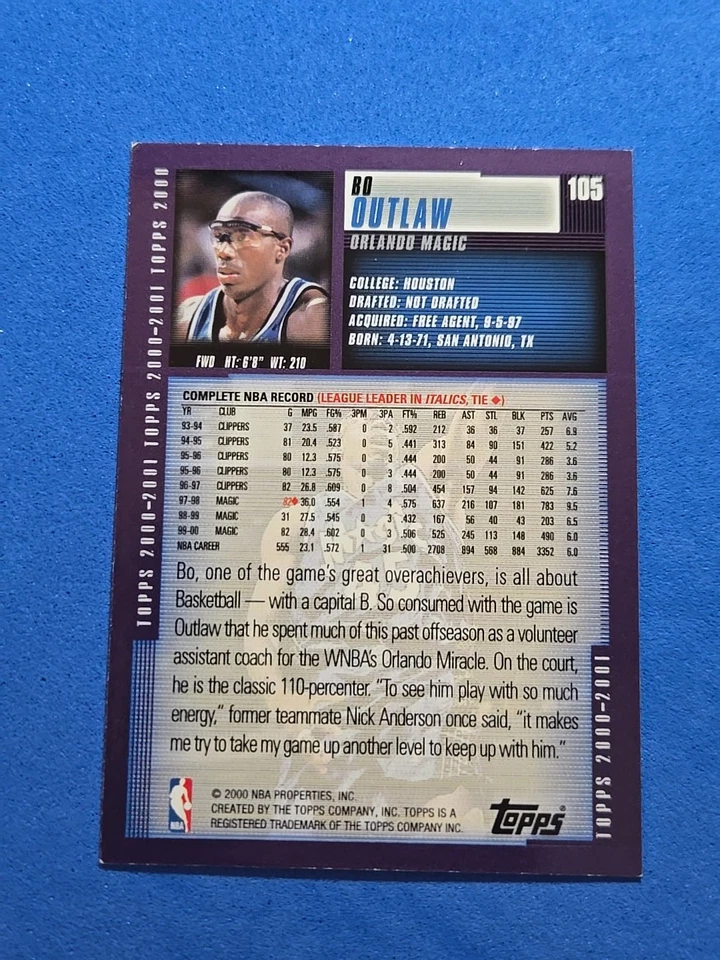 BO
OUTLAW
105
ORLANDO MAGIC
COLLEGE: HOUSTON
DRAFTED: NOT DRAFTED
ACQUIRED: FREE AGENT, 9-5-97
BORN: 4-13-71, SAN ANTONIO, TX
FWD HT: 6'8" WT: 210
COMPLETE NBA RECORD (LEAGUE LEADER IN ITALICS, TIE ♦)
YR CLUB G MPG FG% 3PM 3PA FT% REB AST STL BLK PTS AVG
93-94 CLIPPERS 37 23.5 .587 0 2 .592 212 36 36 37 257 6.9
94-95 CLIPPERS 81 20.4 .523 0 5 .441 313 84 90 151 422 5.2
95-96 CLIPPERS 80 12.3 .575 0 3 .444 200 50 44 91 286 3.6
95-96 CLIPPERS 80 12.3 .575 0 3 .444 200 50 44 91 286 3.6
96-97 CLIPPERS 82 26.8 .609 0 8 .504 454 157 94 142 625 7.6
97-98 MAGIC 82♦ 36.0 .554 4 .575 637 216 107 181 783 9.5
98-99 MAGIC 31 27.5 .545 0 3 .432 167 56 40 43 203 6.5
99-00 MAGIC 82 28.4 .602 0 3 .506 525 245 113 148 490 6.0
NBA CAREER 555 23.1 .572 1 31 .500 2708 894 568 884 3352 6.0
Bo, one of the game's great overachievers, is all about
Basketball — with a capital B. So consumed with the game is
Outlaw that he spent much of this past offseason as a volunteer
assistant coach for the WNBA's Orlando Miracle. On the court,
he is the classic 110-percenter. "To see him play with so much
energy," former teammate Nick Anderson once said, "it makes
me try to take my game up another level to keep up with him."
© 2000 NBA PROPERTIES, INC.
CREATED BY THE TOPPS COMPANY, INC. TOPPS IS A
REGISTERED TRADEMARK OF THE TOPPS COMPANY INC.
NBA
Topps®
TOPPS 2000-2001 TOPPS 2000-2001 TOPPS 2000
TOPPS 2000-2001